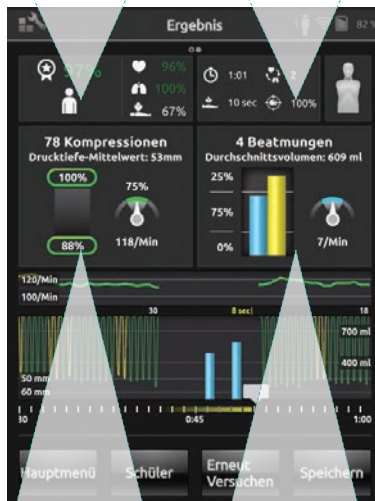 Ergebnis
82 %
97%
96%
100%
67%
1:01
2
10 sec
100%
78 Kompressionen
Drucktiefe-Mittelwert: 53mm
100%
75%
88%
118/Min
4 Beatmungen
Durchschnittsvolumen: 609 ml
25%
75%
0%
7/Min
120/Min
100/Min
30
8 sec
18
700 ml
400 ml
50 mm
60 mm
30
0:45
1:00
Hauptmenü
Schüler
Erneut
Versuchen
Speichern